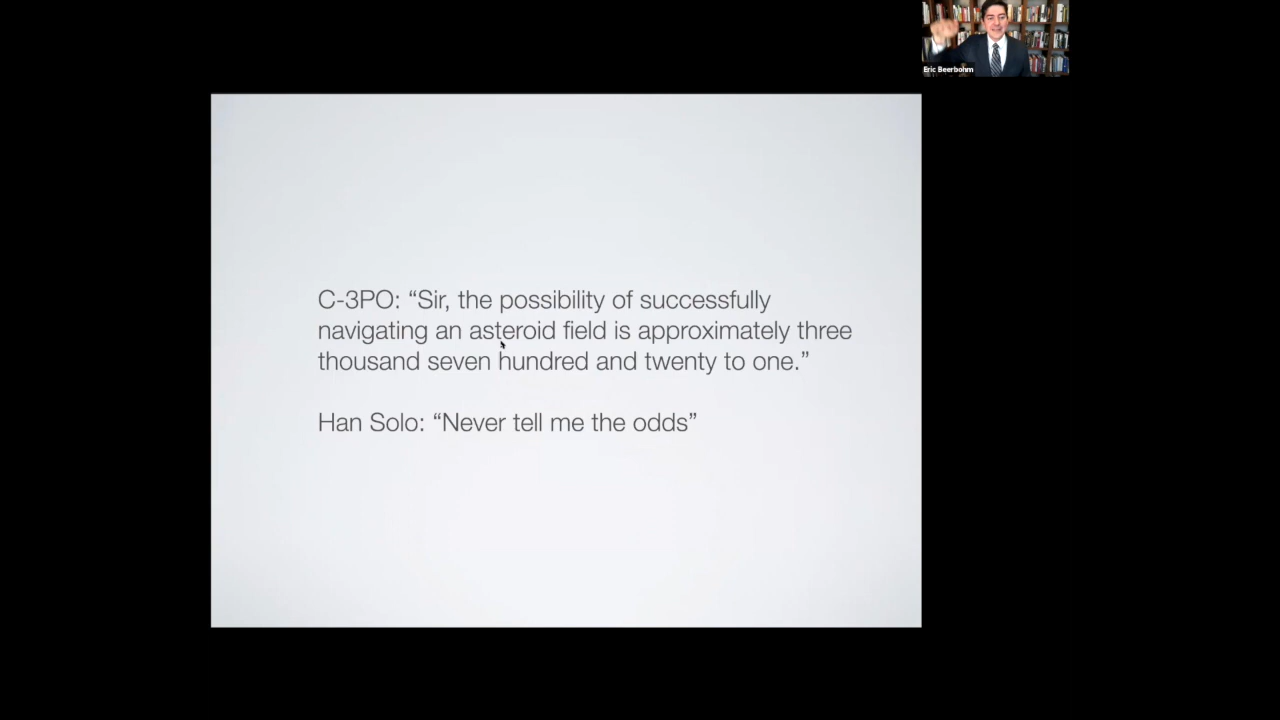 Eric Beerbohm
C-3PO: “Sir, the possibility of successfully
navigating an asteroid field is approximately three
thousand seven hundred and twenty to one.”
Han Solo: “Never tell me the odds”